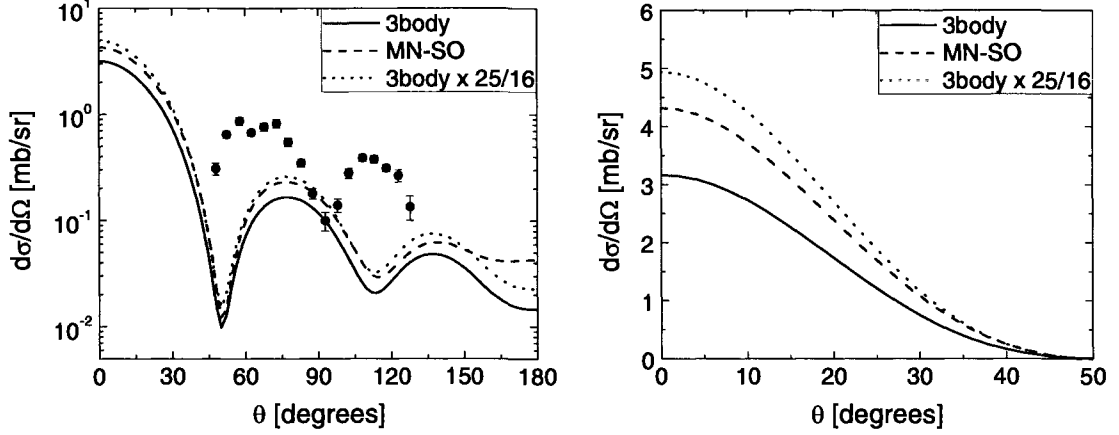 10¹
10⁰
10⁻¹
10⁻²
dσ/dΩ [mb/sr]
3body
MN-SO
3body x 25/16
0 30 60 90 120 150 180
θ [degrees]
6
5
4
3
2
1
0
dσ/dΩ [mb/sr]
3body
MN-SO
3body x 25/16
0 10 20 30 40 50
θ [degrees]